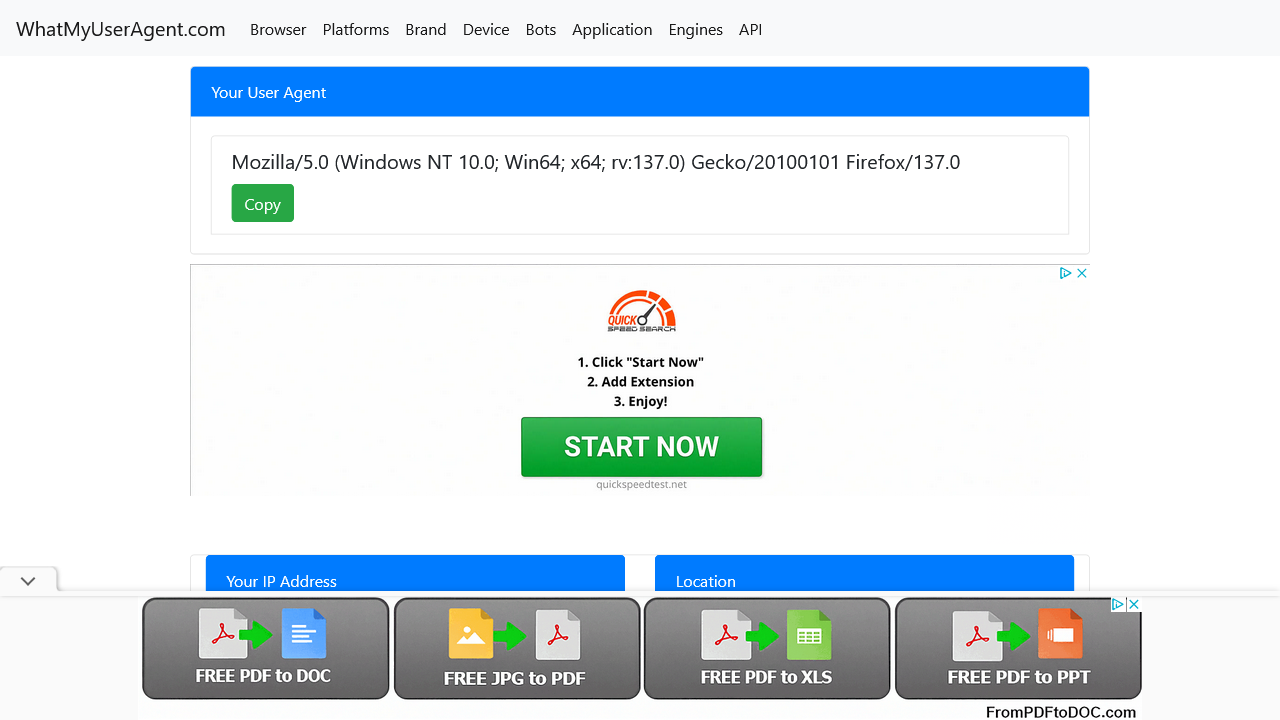 WhatMyUserAgent.com Browser Platforms Brand Device Bots Application Engines API
Your User Agent
Mozilla/5.0 (Windows NT 10.0; Win64; x64; rv:137.0) Gecko/20100101 Firefox/137.0
Copy
QUICK
SPEED SEARCH
1. Click "Start Now"
2. Add Extension
3. Enjoy!
START NOW
quickspeedtest.net
Your IP Address
Location
FREE PDF to DOC
FREE JPG to PDF
FREE PDF to XLS
FREE PDF to PPT
FromPDFtoDOC.com